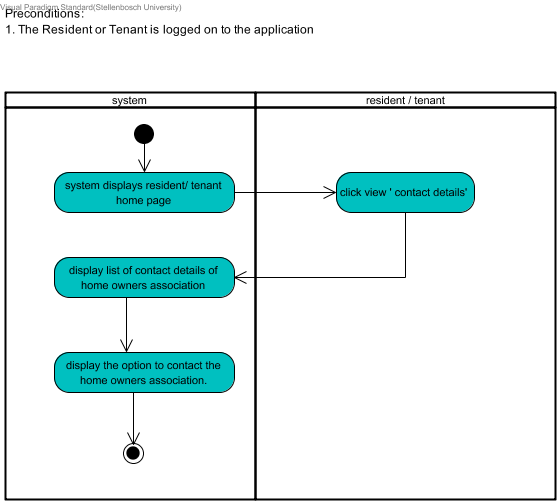 Visual Paradigm Standard(Stellenbosch University)
Preconditions:
1. The Resident or Tenant is logged on to the application
system
resident / tenant
system displays resident/ tenant
home page
click view ' contact details'
display list of contact details of
home owners association
display the option to contact the
home owners association.